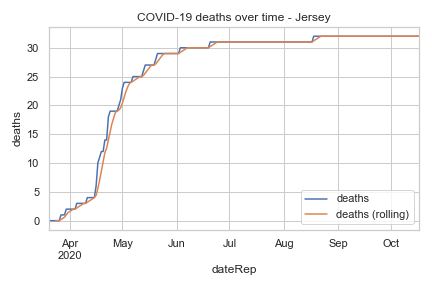 COVID-19 deaths over time - Jersey
deaths
30
25
20
15
10
5
0
Apr
2020
May
Jun
Jul
Aug
Sep
Oct
dateRep
deaths
deaths (rolling)